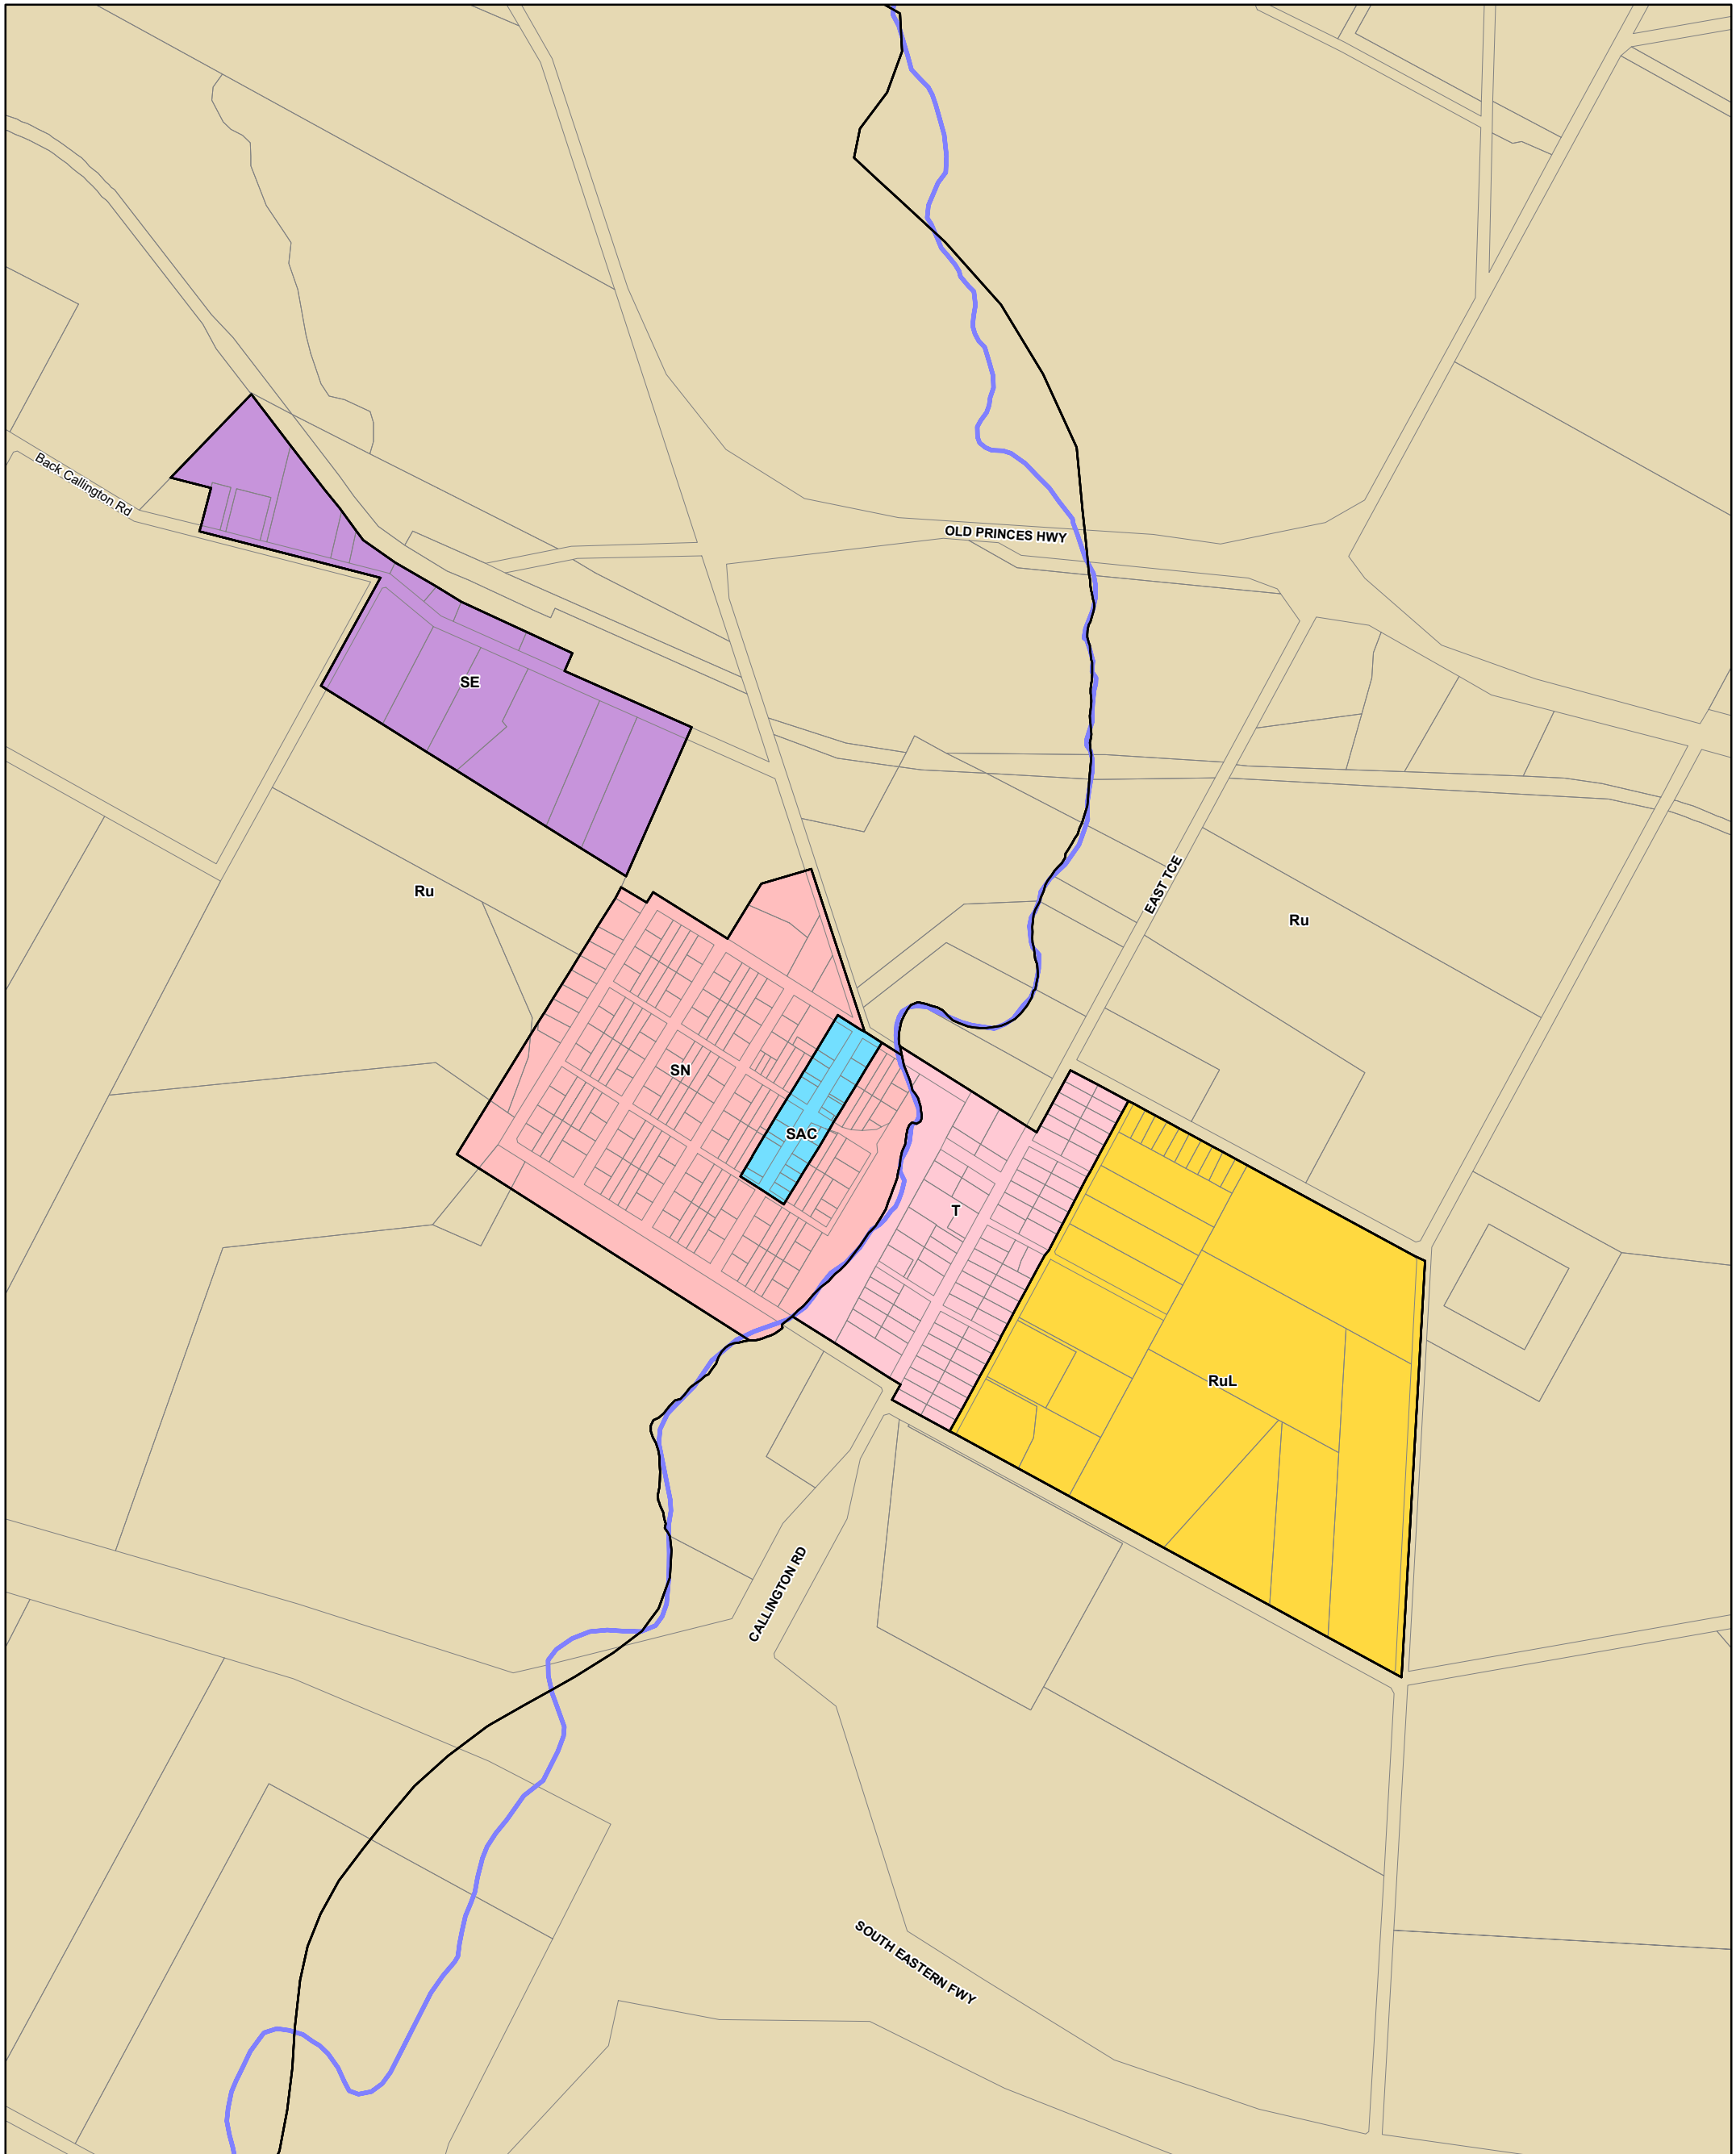 Back Callington Rd
OLD PRINCES HWY
SE
EAST TCE
Ru
Ru
SN
SAC
T
RuL
CALLINGTON RD
SOUTH EASTERN FWY